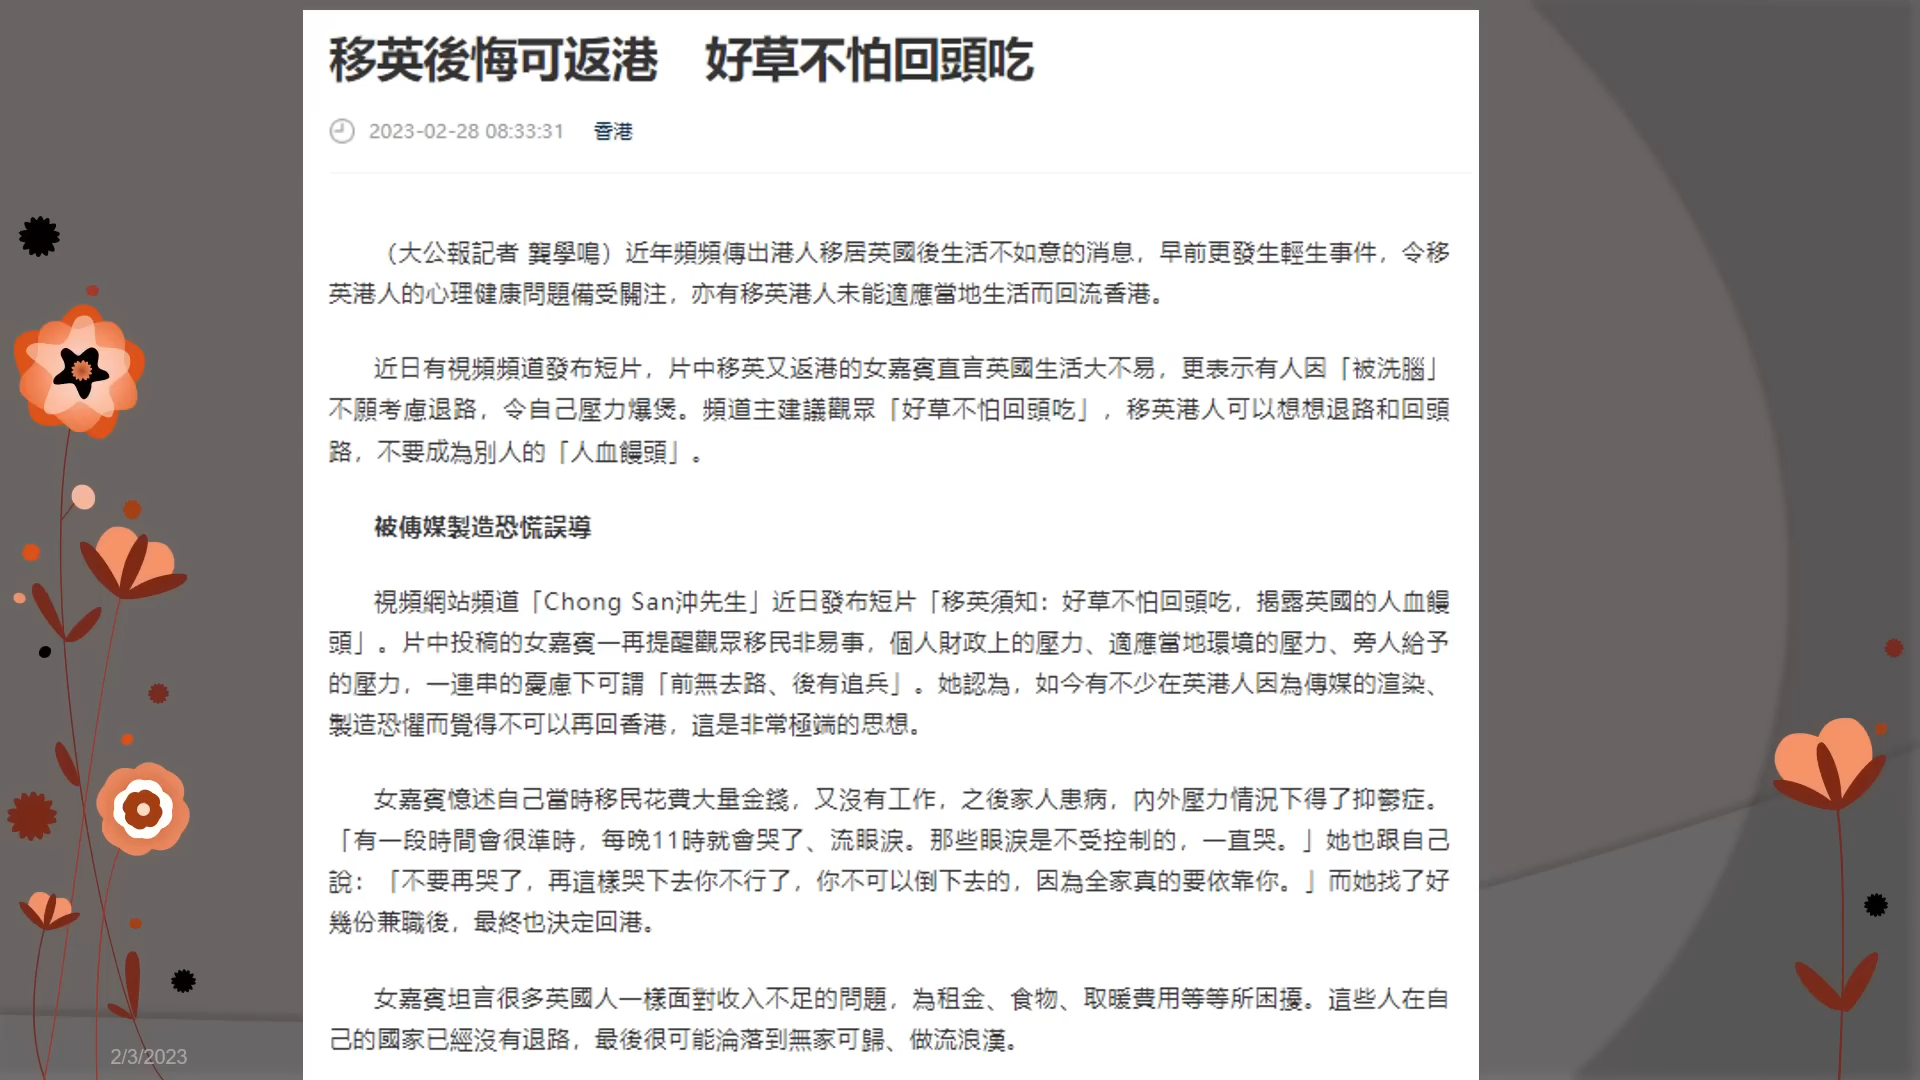 移英後悔可返港　好草不怕回頭吃
2023-02-28 08:33:31　香港
（大公報記者 龔學鳴）近年頻頻傳出港人移居英國後生活不如意的消息，早前更發生輕生事件，令移
英港人的心理健康問題備受關注，亦有移英港人未能適應當地生活而回流香港。
近日有視頻頻道發布短片，片中移英又返港的女嘉賓直言英國生活大不易，更表示有人因「被洗腦」
不願考慮退路，令自己壓力爆煲。頻道主建議觀眾「好草不怕回頭吃」，移英港人可以想想退路和回頭
路，不要成為別人的「人血饅頭」。
被傳媒製造恐慌誤導
視頻網站頻道「Chong San沖先生」近日發布短片「移英須知：好草不怕回頭吃，揭露英國的人血饅
頭」。片中投稿的女嘉賓一再提醒觀眾移民非易事，個人財政上的壓力、適應當地環境的壓力、旁人給予
的壓力，一連串的憂慮下可謂「前無去路、後有追兵」。她認為，如今有不少在英港人因為傳媒的渲染、
製造恐懼而覺得不可以再回香港，這是非常極端的思想。
女嘉賓憶述自己當時移民花費大量金錢，又沒有工作，之後家人患病，內外壓力情況下得了抑鬱症。
「有一段時間會很準時，每晚11時就會哭了、流眼淚。那些眼淚是不受控制的，一直哭。」她也跟自己
說：「不要再哭了，再這樣哭下去你不行了，你不可以倒下去的，因為全家真的要依靠你。」而她找了好
幾份兼職後，最終也決定回港。
女嘉賓坦言很多英國人一樣面對收入不足的問題，為租金、食物、取暖費用等等所困擾。這些人在自
己的國家已經沒有退路，最後很可能淪落到無家可歸、做流浪漢。
2/3/2023